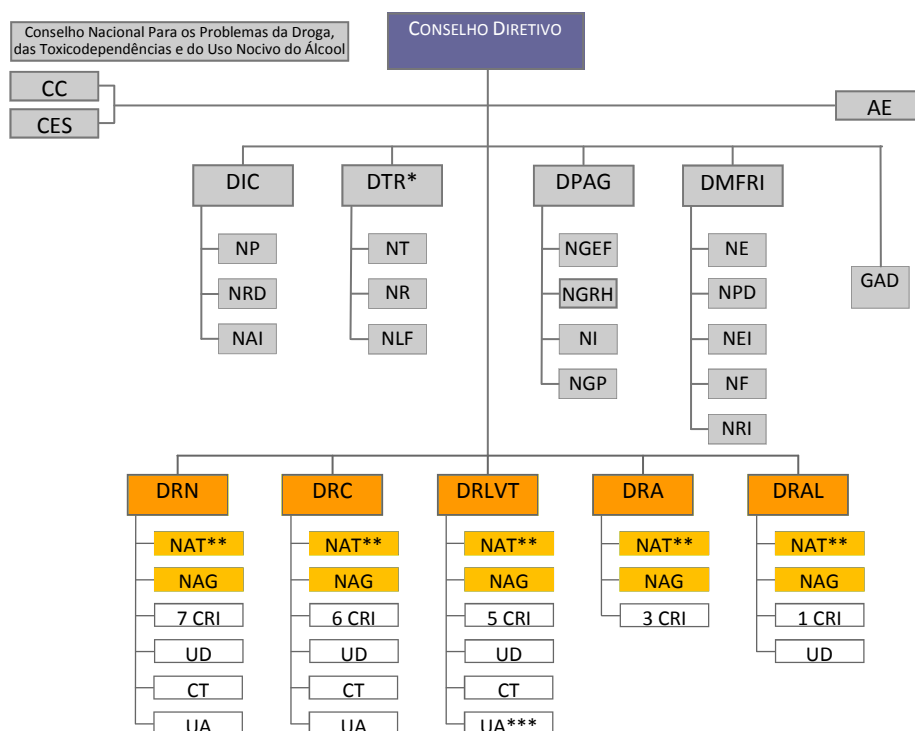 Conselho Nacional Para os Problemas da Droga,
das Toxicodependências e do Uso Nocivo do Álcool
CONSELHO DIRETIVO
CC
CES
AE
DIC
DTR*
DPAG
DMFRI
GAD
NP
NRD
NAI
NT
NR
NLF
NGEF
NGRH
NI
NGP
NE
NPD
NEI
NF
NRI
DRN
DRC
DRLVT
DRA
DRAL
NAT**
NAG
7 CRI
UD
CT
UA
NAT**
NAG
6 CRI
UD
CT
UA
NAT**
NAG
5 CRI
UD
CT
UA***
NAT**
NAG
3 CRI
NAT**
NAG
1 CRI
UD